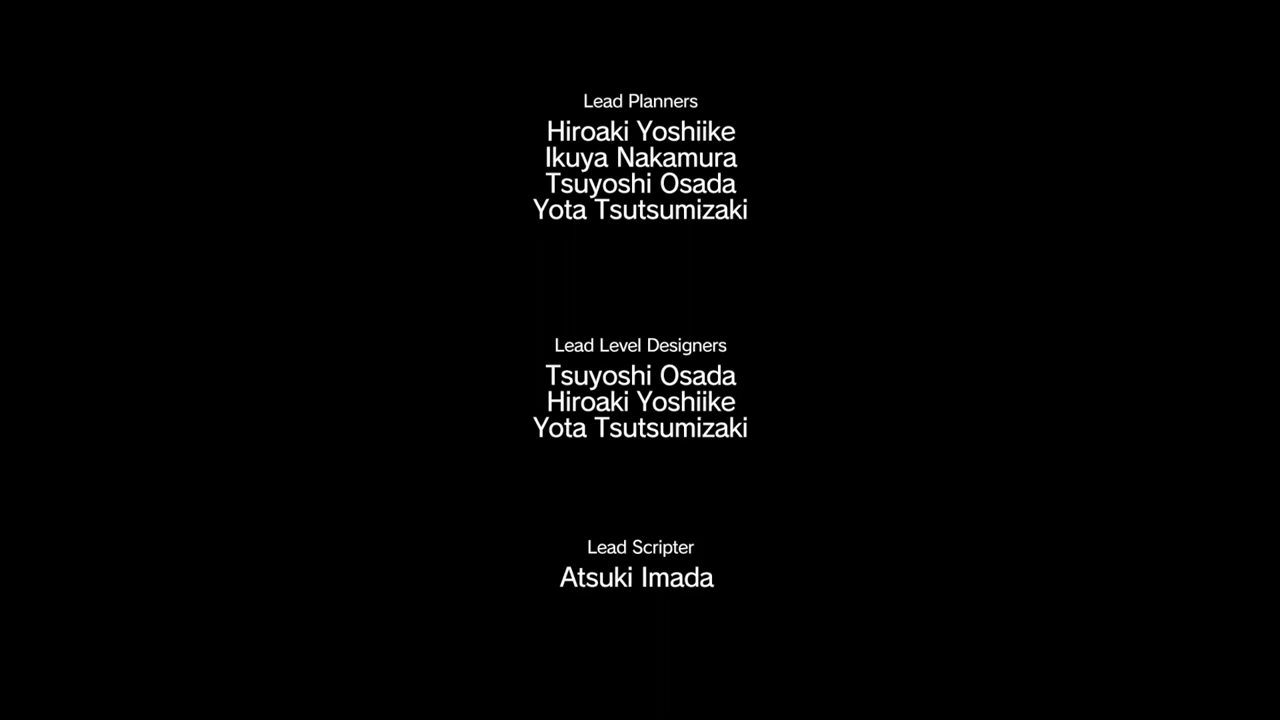 Lead Planners
Hiroaki Yoshiike
Ikuya Nakamura
Tsuyoshi Osada
Yota Tsutsumizaki
Lead Level Designers
Tsuyoshi Osada
Hiroaki Yoshiike
Yota Tsutsumizaki
Lead Scripter
Atsuki Imada